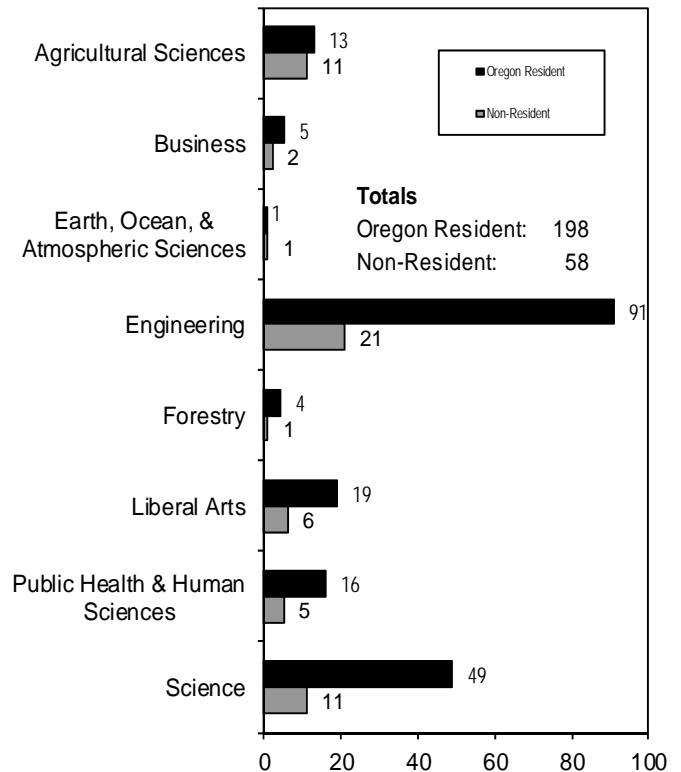 Agricultural Sciences
13
11
Oregon Resident
Non-Resident
Business
5
2
Totals
Oregon Resident: 198
Non-Resident: 58
Earth, Ocean, &
Atmospheric Sciences
1
1
Engineering
91
21
Forestry
4
1
Liberal Arts
19
6
Public Health & Human
Sciences
16
5
Science
49
11
0 20 40 60 80 100